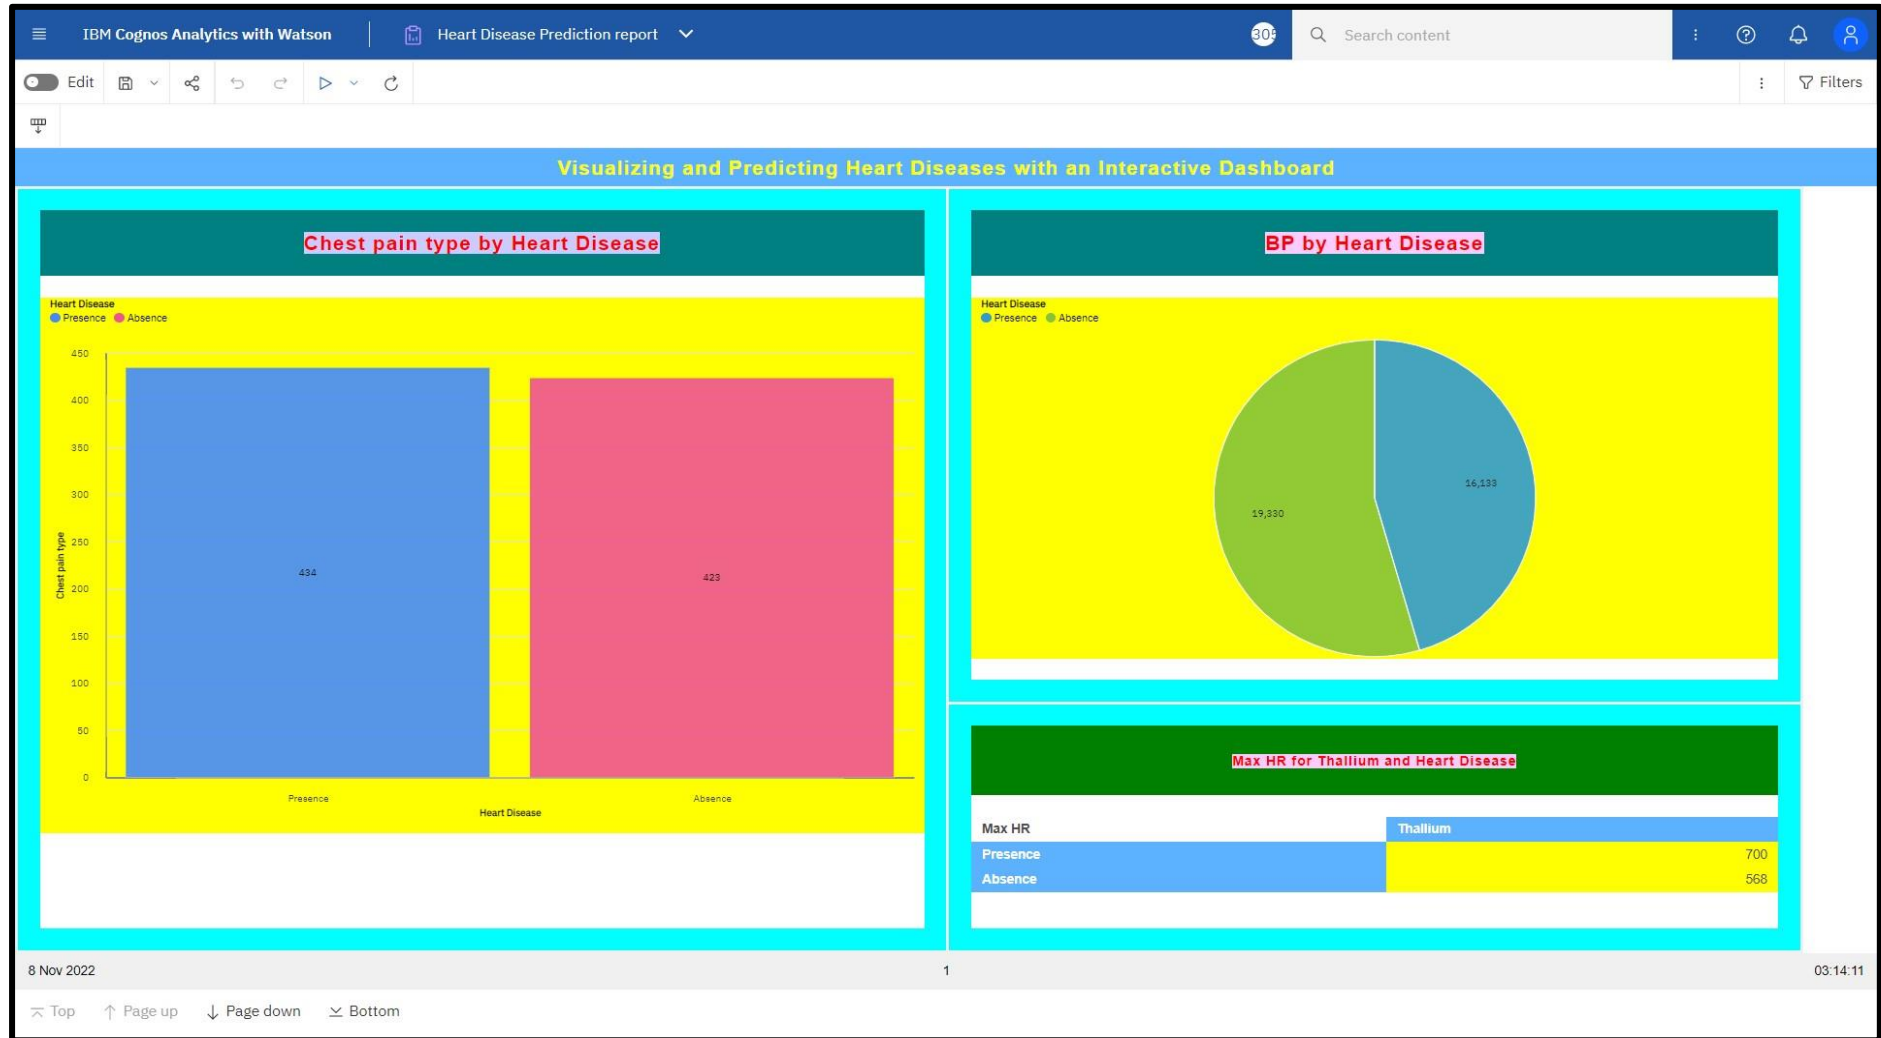 IBM Cognos Analytics with Watson
Heart Disease Prediction report
Search content
Edit
Filters
Visualizing and Predicting Heart Diseases with an Interactive Dashboard
Chest pain type by Heart Disease
Heart Disease
Presence Absence
450
400
350
300
250
200
150
100
50
0
Chest pain type
434
423
Presence Absence
Heart Disease
BP by Heart Disease
Heart Disease
Presence Absence
16,133
19,330
Max HR for Thallium and Heart Disease
Max HR Thallium
Presence 700
Absence 568
8 Nov 2022 1 03:14:11
Top Page up Page down Bottom